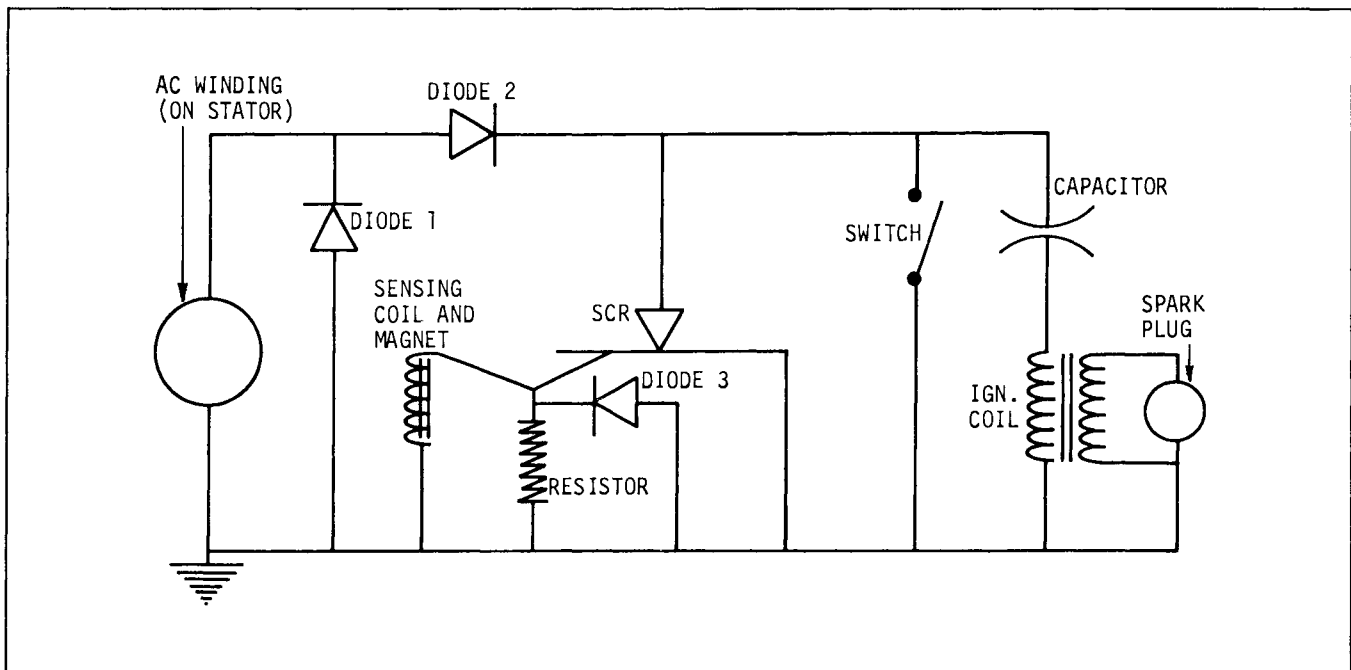 AC WINDING
(ON STATOR)
DIODE 2
DIODE 1
CAPACITOR
SWITCH
SENSING
COIL AND
MAGNET
SCR
SPARK
PLUG
DIODE 3
IGN.
COIL
RESISTOR